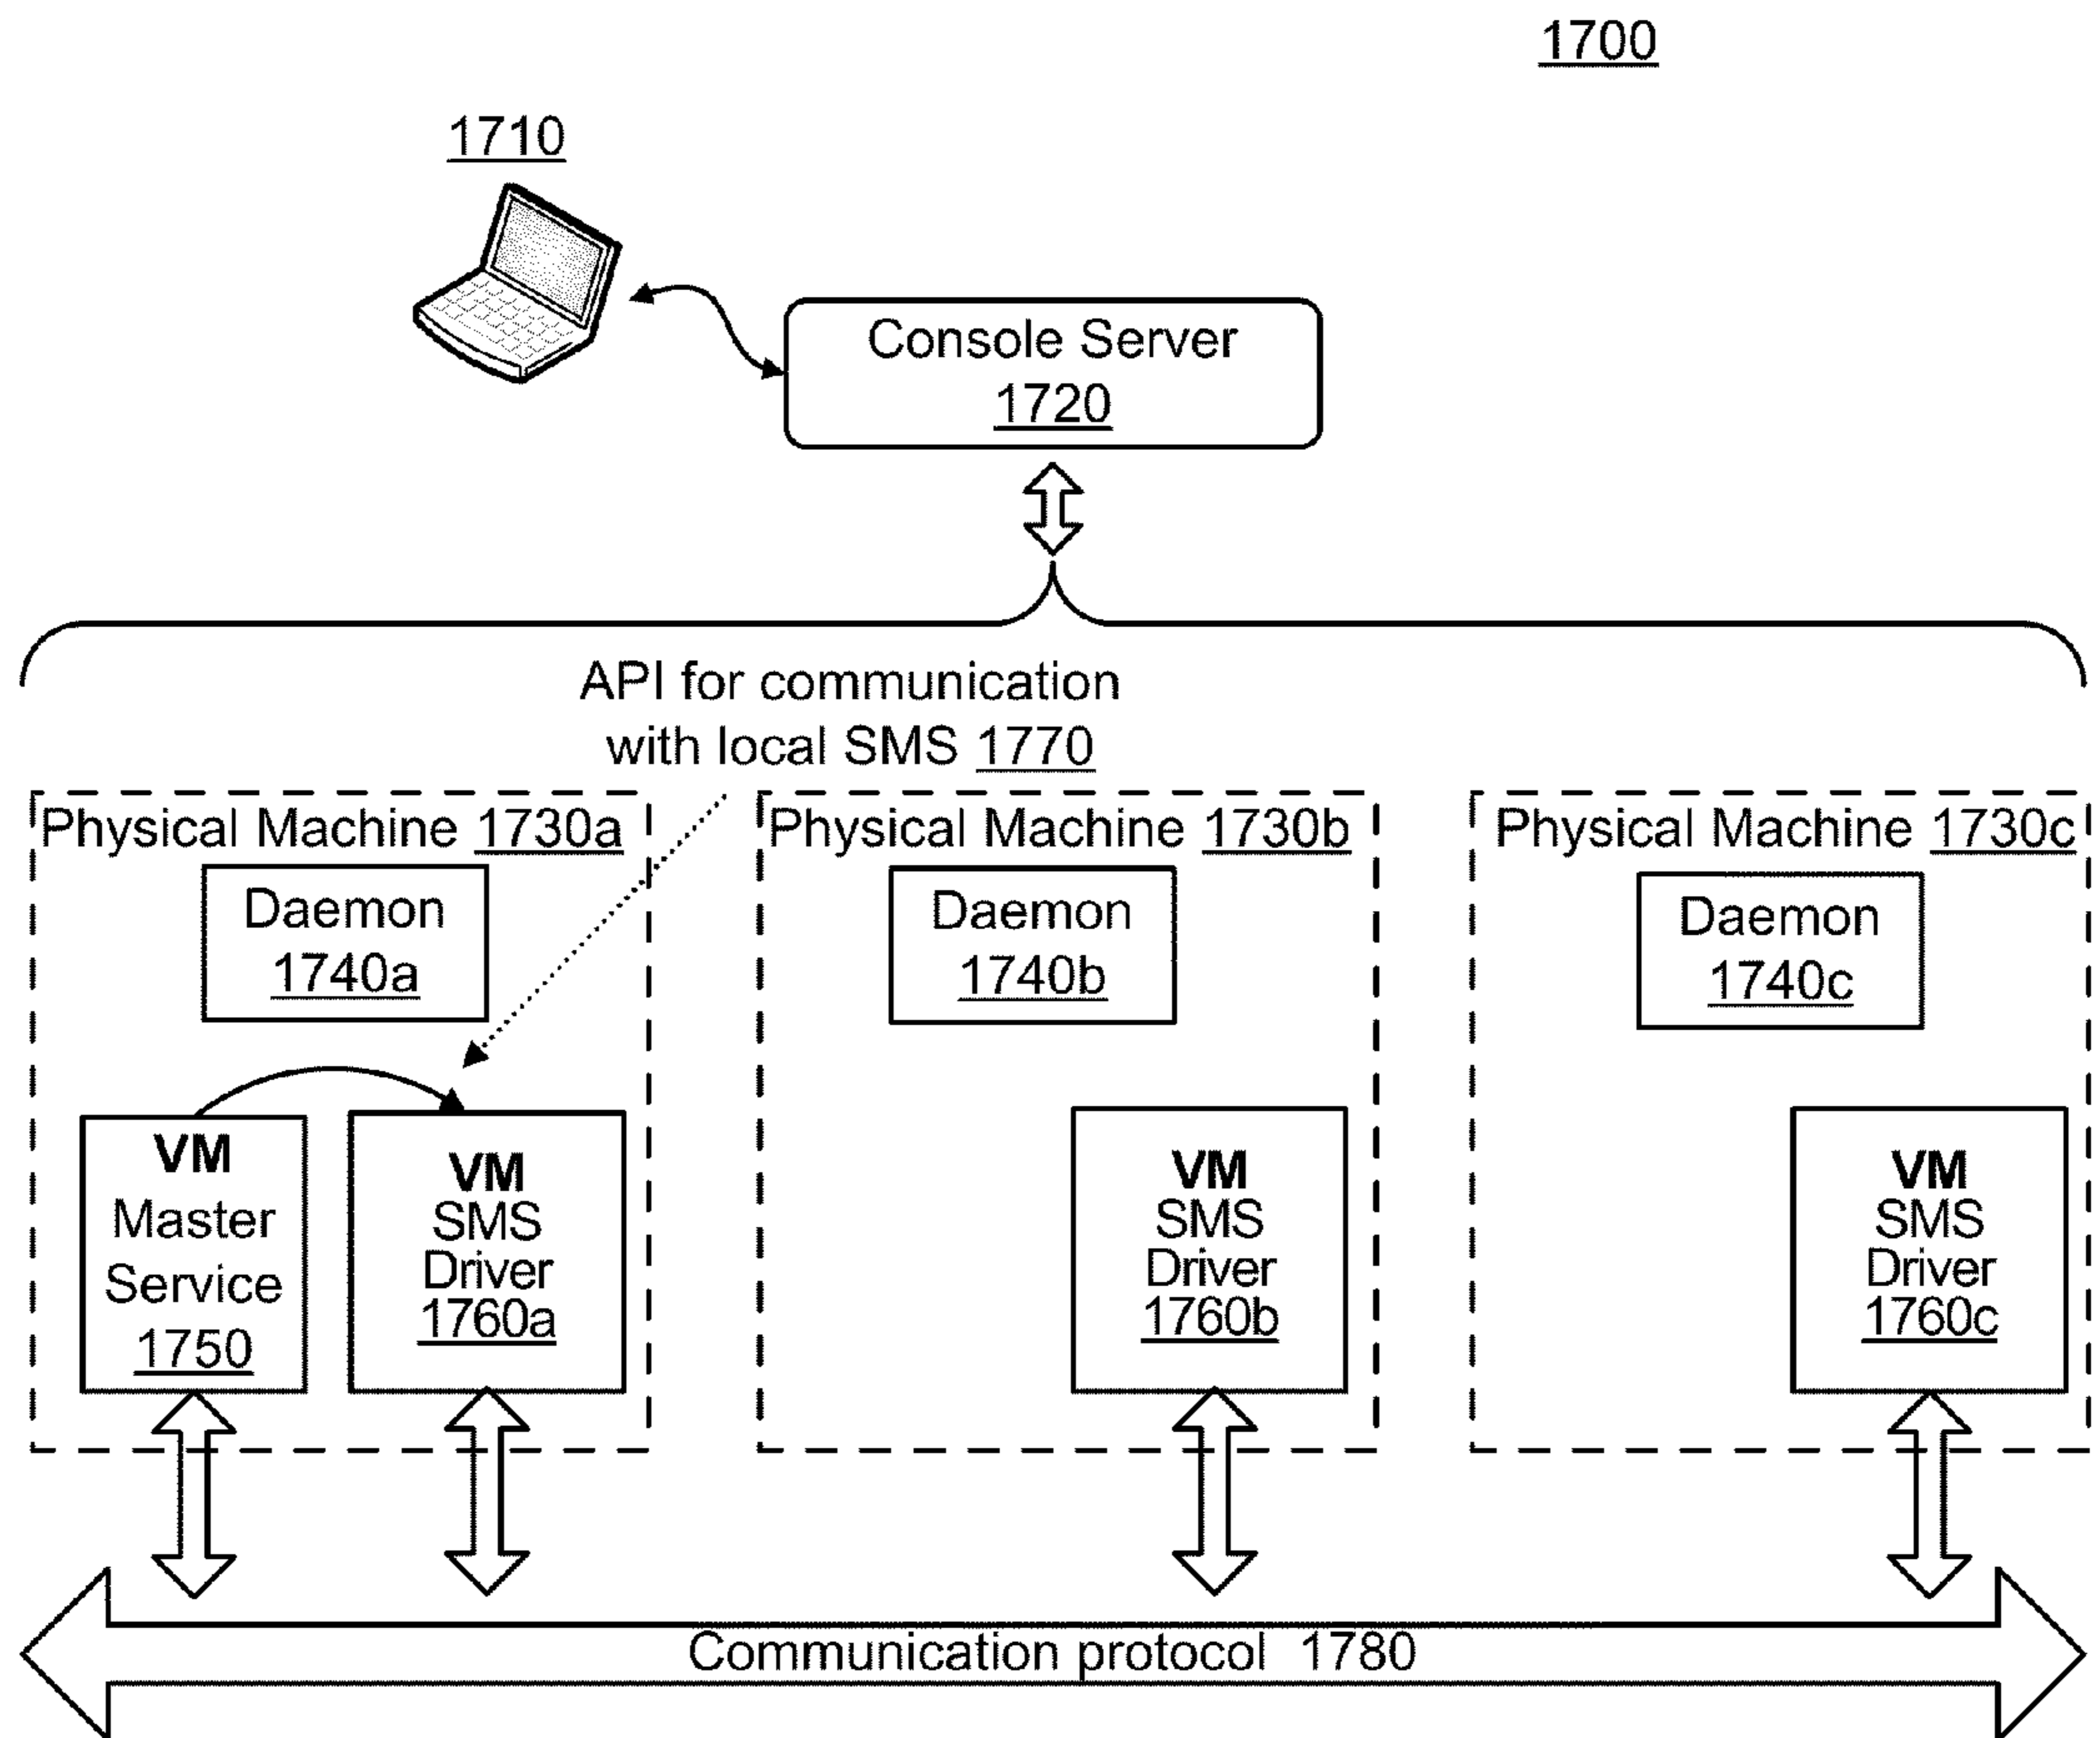 1700
1710
Console Server
1720
API for communication
with local SMS 1770
Physical Machine 1730a
Daemon
1740a
VM
Master
Service
1750
VM
SMS
Driver
1760a
Physical Machine 1730b
Daemon
1740b
VM
SMS
Driver
1760b
Physical Machine 1730c
Daemon
1740c
VM
SMS
Driver
1760c
Communication protocol 1780